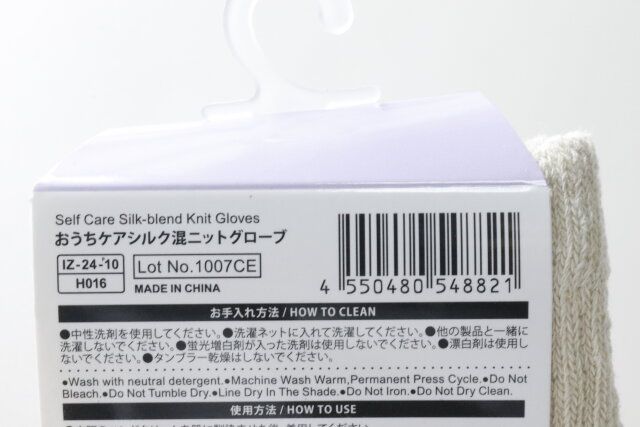 Self Care Silk-blend Knit Gloves
おうちケアシルク混ニットグローブ
IZ-24-'10
H016
Lot No.1007CE
MADE IN CHINA
4 550480 548821
お手入れ方法 / HOW TO CLEAN
●中性洗剤を使用してください。●洗濯ネットに入れて洗濯してください。●他の製品と一緒に
洗濯しないでください。●蛍光増白剤が入った洗剤は使用しないでください。●漂白剤は使用し
ないでください。●タンブラー乾燥はしないでください。
●Wash with neutral detergent.●Machine Wash Warm,Permanent Press Cycle.●Do Not
Bleach.●Do Not Tumble Dry.●Line Dry In The Shade.●Do Not Iron.●Do Not Dry Clean.
使用方法 / HOW TO USE